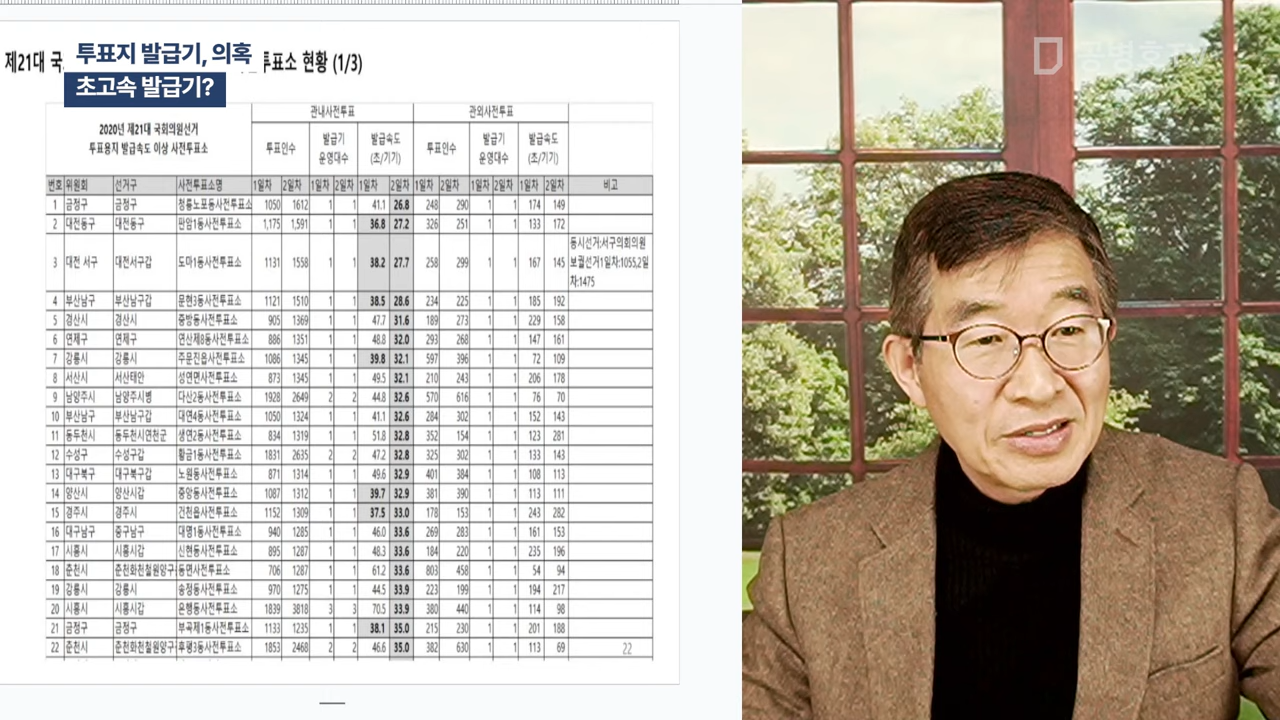 제21대 국
투표소 현황 (1/3)
투표지 발급기, 의혹
초고속 발급기?
공병호
2020년 제21대 국회의원선거
투표용지 발급속도 이상 사전투표소
관내사전투표 관외사전투표
투표인수 발급기 운영대수 발급속도 (초/기기) 투표인수 발급기 운영대수 발급속도 (초/기기)
번호 위원회 선거구 사전투표소명 1일차 2일차 1일차 2일차 1일차 2일차 1일차 2일차 1일차 2일차 1일차 2일차 비고
1 금정구 금정구 청룡노포동사전투표소 1050 1612 1 1 41.1 26.8 248 290 1 1 174 149
2 대전동구 대전동구 판암1동사전투표소 1,175 1,591 1 1 36.8 27.2 326 251 1 1 133 172
3 대전 서구 대전서구갑 도마1동사전투표소 1131 1558 1 1 38.2 27.7 258 299 1 1 167 145 동시선거:서구의회의원 보궐선거1일차:1055,2일차:1475
4 부산남구 부산남구갑 문현3동사전투표소 1121 1510 1 1 38.5 28.6 234 225 1 1 185 192
5 경산시 경산시 중방동사전투표소 905 1369 1 1 47.7 31.6 189 273 1 1 229 158
6 연제구 연제구 연산제8동사전투표소 886 1351 1 1 48.8 32.0 293 268 1 1 147 161
7 강릉시 강릉시 주문진읍사전투표소 1086 1345 1 1 39.8 32.1 597 396 1 1 72 109
8 서산시 서산태안 성연면사전투표소 873 1345 1 1 49.5 32.1 210 243 1 1 206 178
9 남양주시 남양주시병 다산2동사전투표소 1928 2649 2 2 44.8 32.6 570 616 1 1 76 70
10 부산남구 부산남구갑 대연4동사전투표소 1050 1324 1 1 41.1 32.6 284 302 1 1 152 143
11 동두천시 동두천시연천군 생연2동사전투표소 834 1319 1 1 51.8 32.8 352 154 1 1 123 281
12 수성구 수성구갑 황금1동사전투표소 1831 2635 2 2 47.2 32.8 325 302 1 1 133 143
13 대구북구 대구북구갑 노원동사전투표소 871 1314 1 1 49.6 32.9 401 384 1 1 108 113
14 양산시 양산시갑 중앙동사전투표소 1087 1312 1 1 39.7 32.9 381 390 1 1 113 111
15 경주시 경주시 건천읍사전투표소 1152 1309 1 1 37.5 33.0 178 153 1 1 243 282
16 대구남구 중구남구 대명1동사전투표소 940 1285 1 1 46.0 33.6 269 283 1 1 161 153
17 시흥시 시흥시갑 신현동사전투표소 895 1287 1 1 48.3 33.6 184 220 1 1 235 196
18 춘천시 춘천화천철원양구 동면사전투표소 706 1287 1 1 61.2 33.6 803 458 1 1 54 94
19 강릉시 강릉시 송정동사전투표소 970 1275 1 1 44.5 33.9 223 199 1 1 194 217
20 시흥시 시흥시갑 은행동사전투표소 1839 3818 3 3 70.5 33.9 380 440 1 1 114 98
21 금정구 금정구 부곡제1동사전투표소 1133 1235 1 1 38.1 35.0 215 230 1 1 201 188
22 춘천시 춘천화천철원양구 후평3동사전투표소 1853 2468 2 2 46.6 35.0 382 630 1 1 113 69
22